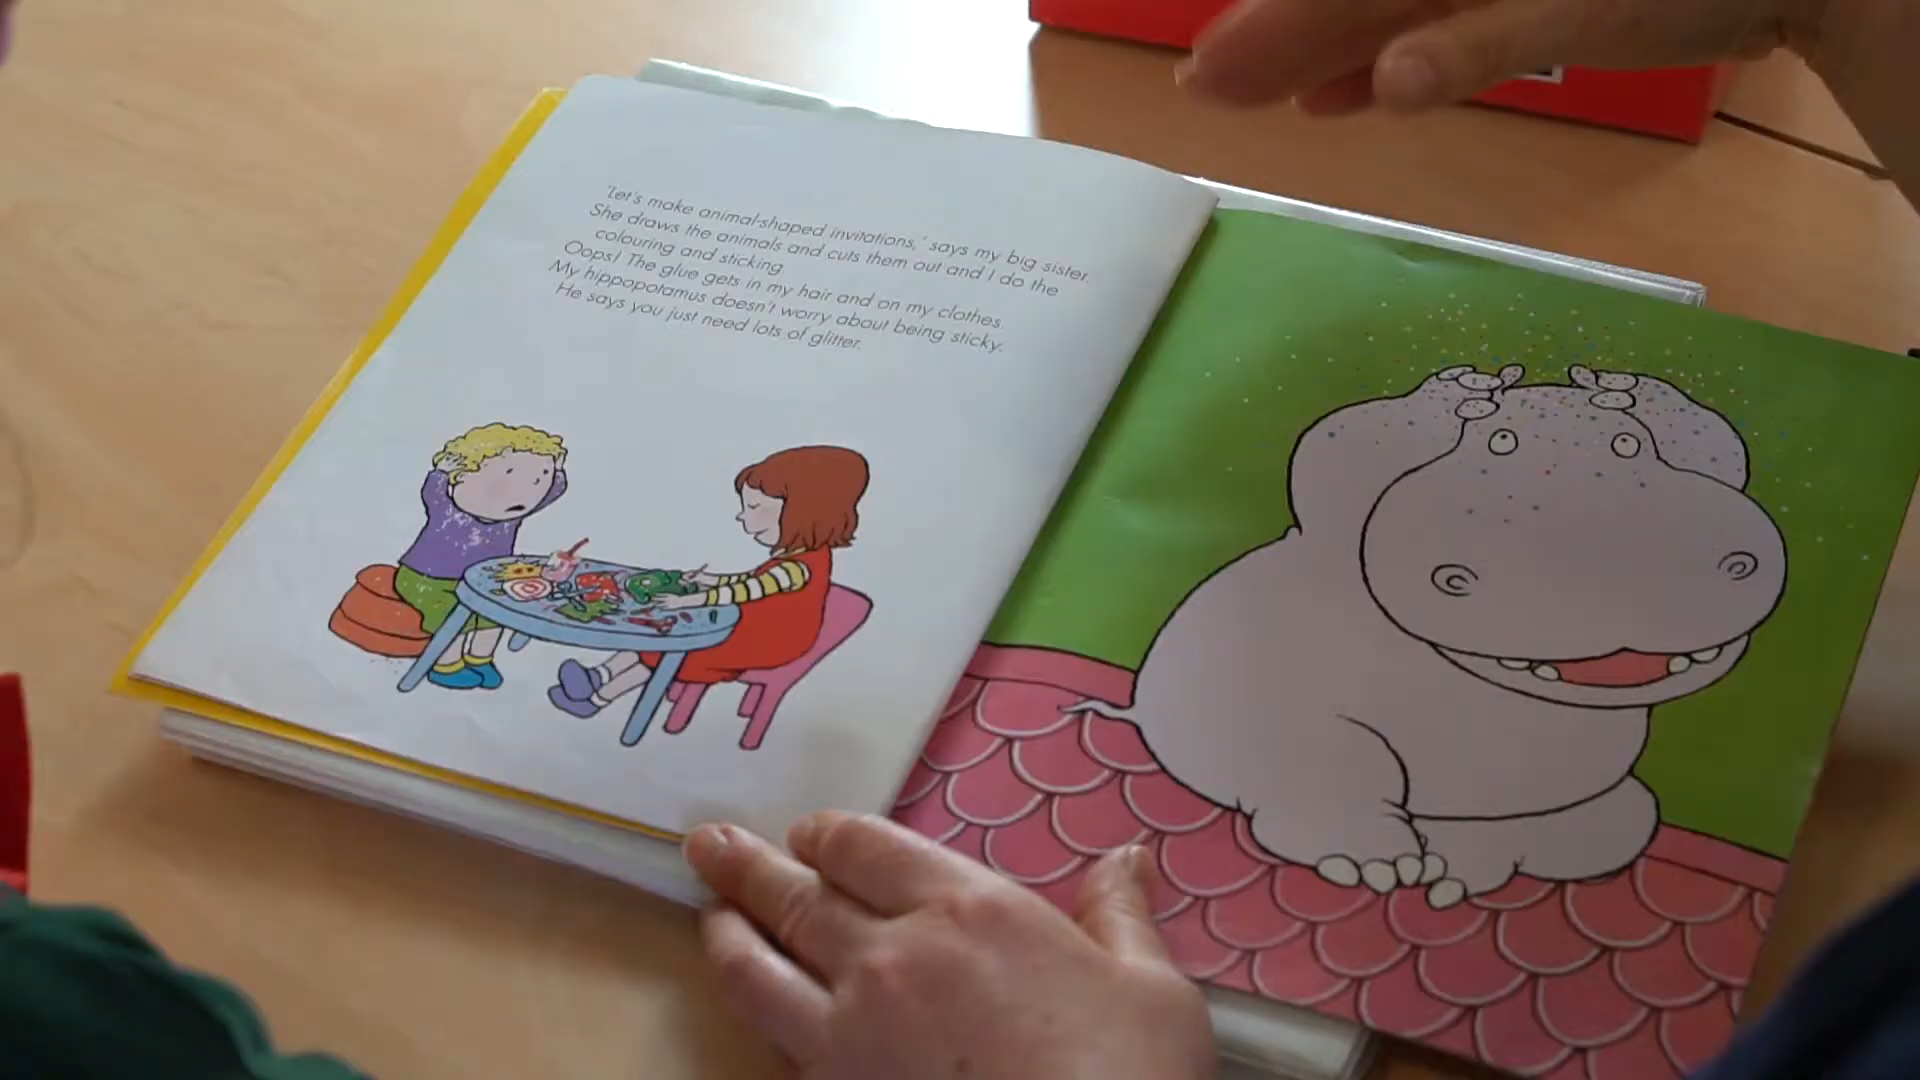 'Let's make animal-shaped invitations,' says my big sister.
She draws the animals and cuts them out and I do the
colouring and sticking.
Oops! The glue gets in my hair and on my clothes.
My hippopotamus doesn't worry about being sticky.
He says you just need lots of glitter.